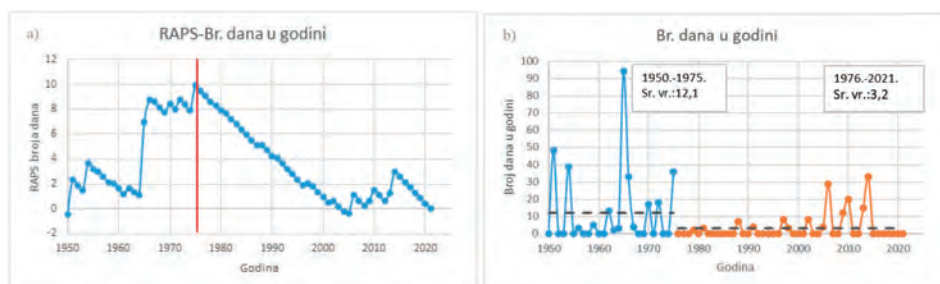 a)
RAPS-Br. dana u godini
RAPS broja dana
12
10
8
6
4
2
0
-2
1950 1960 1970 1980 1990 2000 2010 2020
Godina
b)
Br. dana u godini
Broj dana u godini
100
90
80
70
60
50
40
30
20
10
0
1950.-1975.
Sr. vr.:12,1
1976.-2021.
Sr. vr.:3,2
1950 1960 1970 1980 1990 2000 2010 2020
Godina